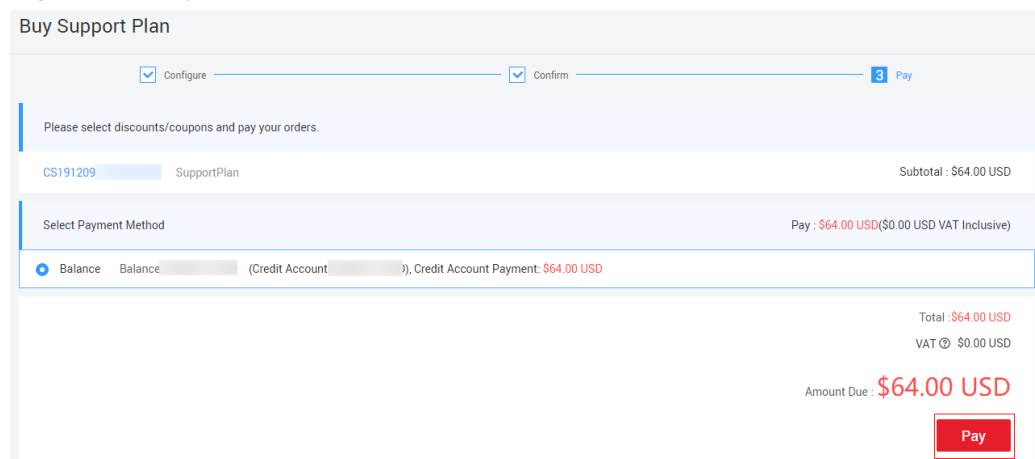 Buy Support Plan
Configure Confirm 3 Pay
Please select discounts/coupons and pay your orders.
CS191209 SupportPlan Subtotal : $64.00 USD
Select Payment Method Pay : $64.00 USD($0.00 USD VAT Inclusive)
Balance Balance (Credit Account ), Credit Account Payment: $64.00 USD
Total :$64.00 USD
VAT ? $0.00 USD
Amount Due : $64.00 USD
Pay